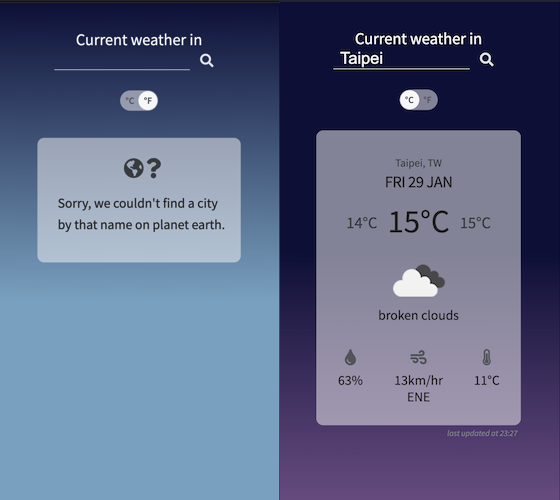 Current weather in
°C °F
?
Sorry, we couldn't find a city
by that name on planet earth.
Current weather in
Taipei
°C °F
Taipei, TW
FRI 29 JAN
14°C 15°C 15°C
broken clouds
63% 13km/hr 11°C
ENE
last updated at 23:27